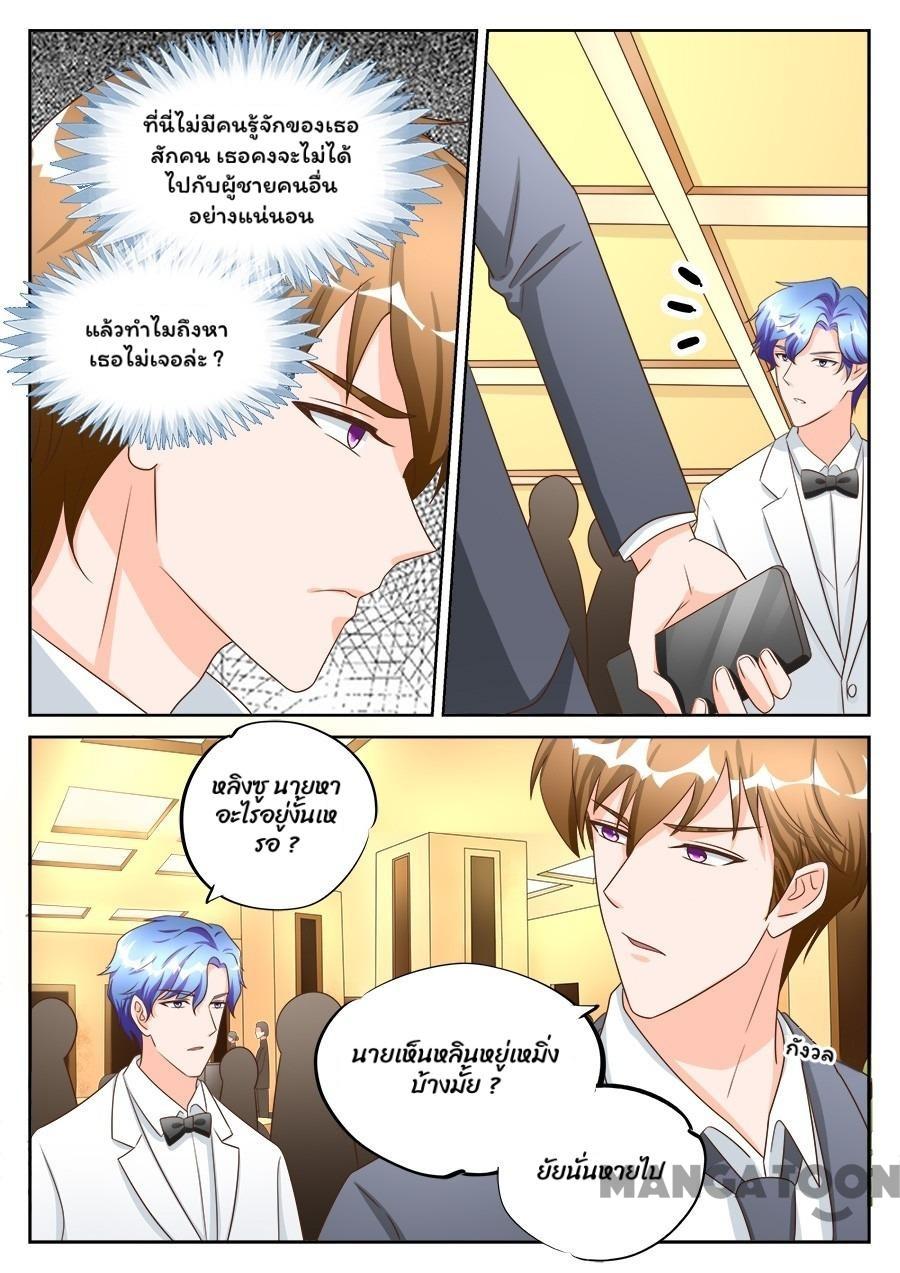 ที่นี่ไม่มีคนรู้จักของเธอ
สักคน เธอคงจะไม่ได้
ไปกับผู้ชายคนอื่น
อย่างแน่นอน
แล้วทำไมถึงหา
เธอไม่เจอล่ะ ?
หลิงซู นายหา
อะไรอยู่งั้นเห
รอ ?
นายเห็นหลินหยู่เหมิ่ง
บ้างมั้ย ?
กังวล
ยัยนั่นหายไป
MANGATOON